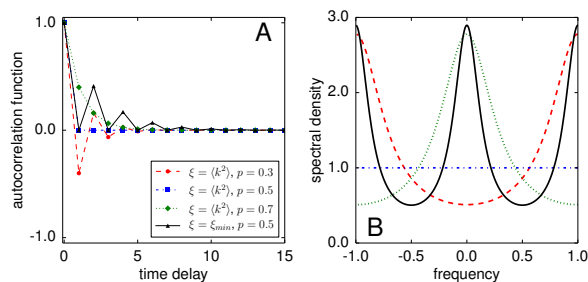 A
autocorrelation function
1.0
0.0
-1.0
ξ = ⟨k²⟩, p = 0.3
ξ = ⟨k²⟩, p = 0.5
ξ = ⟨k²⟩, p = 0.7
ξ = ξ_min, p = 0.5
0 5 10 15
time delay
B
spectral density
3.0
2.0
1.0
0.0
-1.0 -0.5 0.0 0.5 1.0
frequency